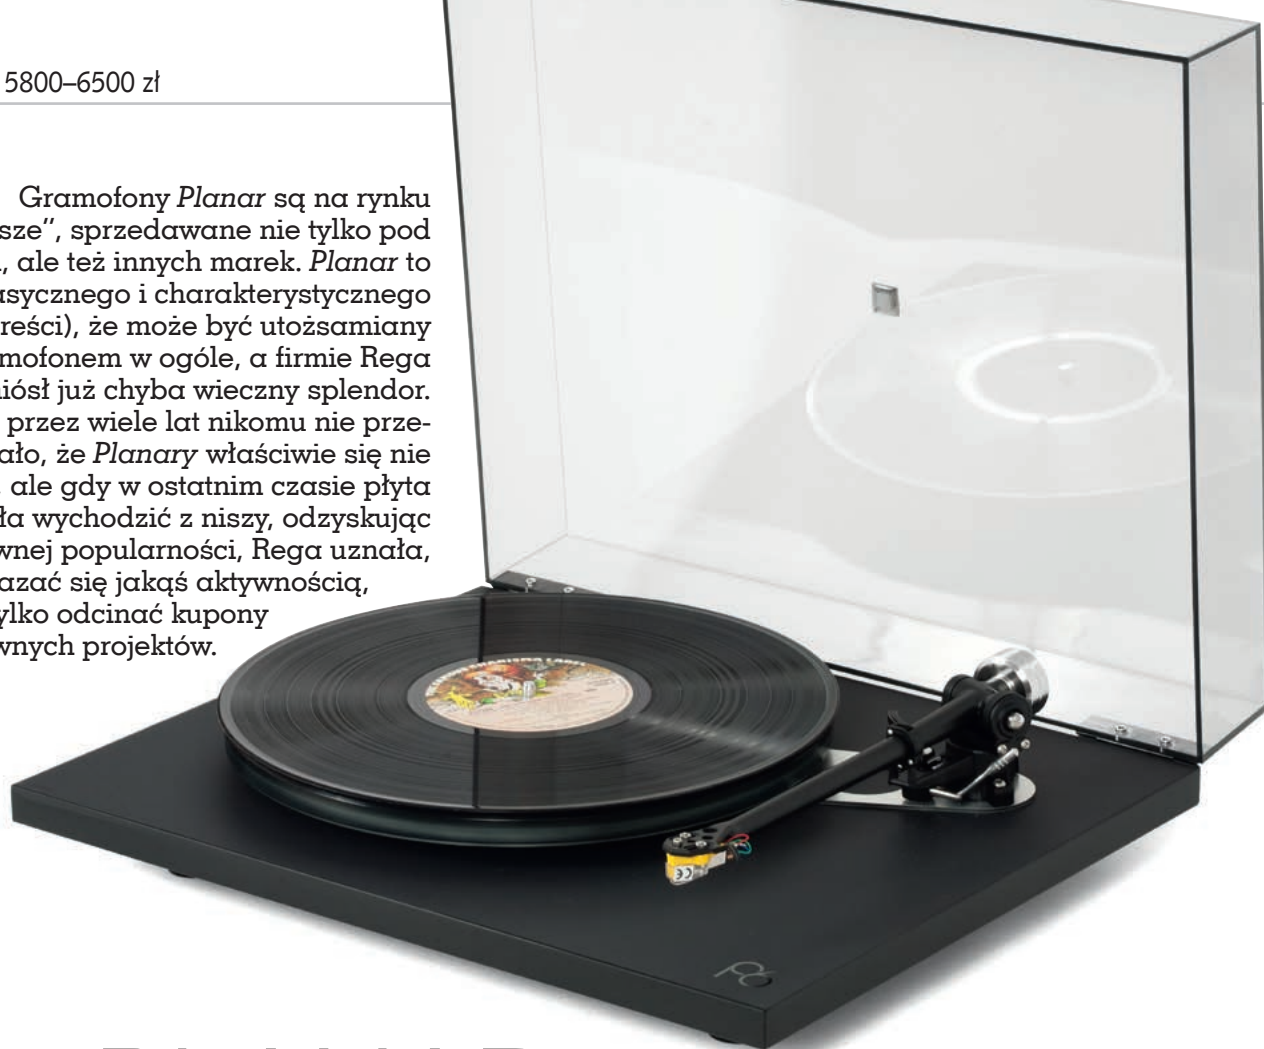 5800–6500 zł
Gramofony Planar są na rynku
sze”, sprzedawane nie tylko pod
, ale też innych marek. Planar to
asycznego i charakterystycznego
reści), że może być utożsamiany
mofonem w ogóle, a firmie Rega
iósł już chyba wieczny splendor.
przez wiele lat nikomu nie prze-
ało, że Planary właściwie się nie
ale gdy w ostatnim czasie płyta
ła wychodzić z niszy, odzyskując
wnej popularności, Rega uznała,
azać się jakąś aktywnością,
ylko odcinać kupony
wnych projektów.
CE
P6